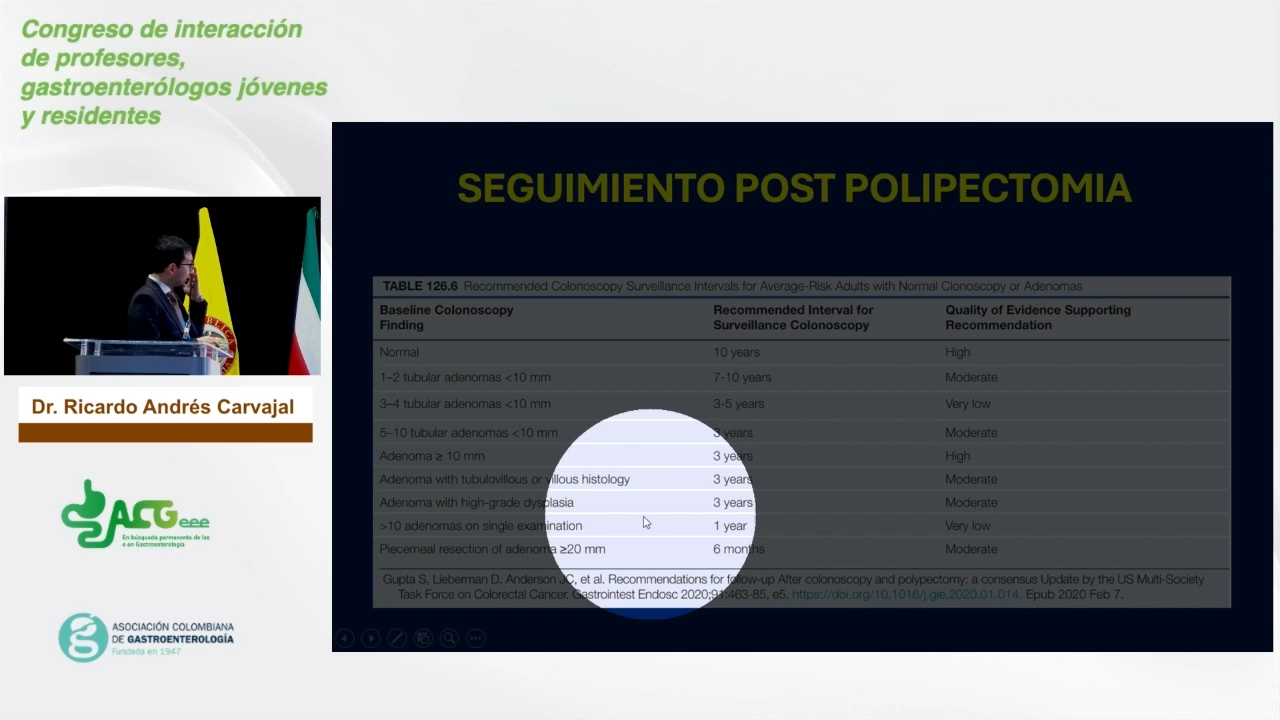 Congreso de interacción
de profesores,
gastroenterólogos jóvenes
y residentes
SEGUIMIENTO POST POLIPECTOMIA
TABLE 126.6 Recommended Colonoscopy Surveillance Intervals for Average-Risk Adults with Normal Clonoscopy or Adenomas
Baseline Colonoscopy Finding
Recommended Interval for Surveillance Colonoscopy
Quality of Evidence Supporting Recommendation
Normal 10 years High
1–2 tubular adenomas <10 mm 7-10 years Moderate
3–4 tubular adenomas <10 mm 3-5 years Very low
5–10 tubular adenomas <10 mm 3 years Moderate
Adenoma ≥ 10 mm 3 years High
Adenoma with tubulovillous or villous histology 3 years Moderate
Adenoma with high-grade dysplasia 3 years Moderate
>10 adenomas on single examination 1 year Very low
Piecemeal resection of adenoma ≥20 mm 6 months Moderate
Gupta S, Lieberman D, Anderson JC, et al. Recommendations for follow-up After colonoscopy and polypectomy: a consensus Update by the US Multi-Society
Task Force on Colorectal Cancer. Gastrointest Endosc 2020;91:463-85, e5. https://doi.org/10.1016/j.gie.2020.01.014. Epub 2020 Feb 7.
Dr. Ricardo Andrés Carvajal
ACGeee
En búsqueda permanente de las
e en Gastroenterología
ASOCIACIÓN COLOMBIANA
DE GASTROENTEROLOGÍA
Fundada en 1947